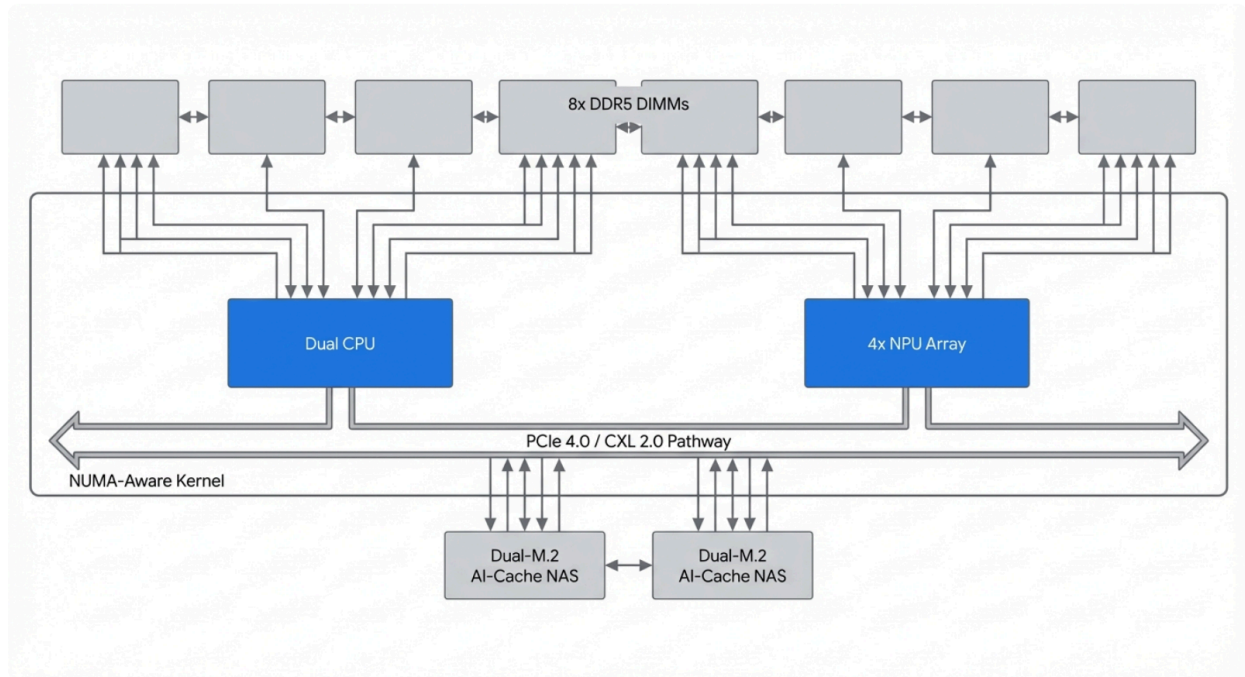 8x DDR5 DIMMs
Dual CPU
4x NPU Array
PCIe 4.0 / CXL 2.0 Pathway
NUMA-Aware Kernel
Dual-M.2
AI-Cache NAS
Dual-M.2
AI-Cache NAS